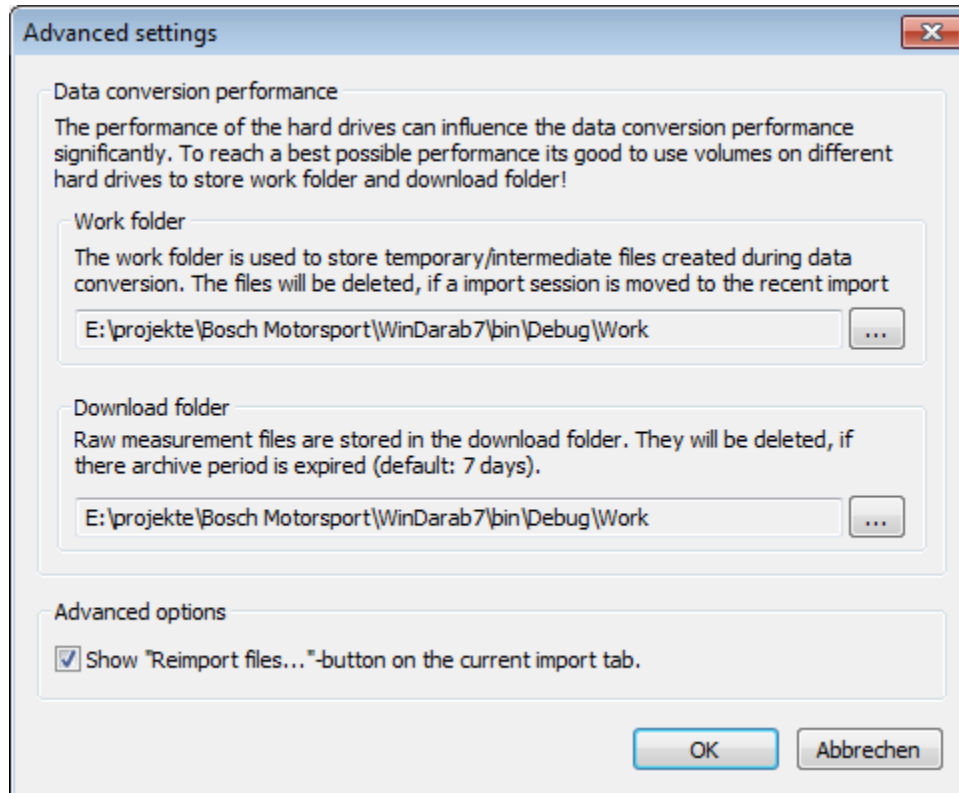 Advanced settings
Data conversion performance
The performance of the hard drives can influence the data conversion performance
significantly. To reach a best possible performance its good to use volumes on different
hard drives to store work folder and download folder!
Work folder
The work folder is used to store temporary/intermediate files created during data
conversion. The files will be deleted, if a import session is moved to the recent import
E:\projekte\Bosch Motorsport\WinDarab7\bin\Debug\Work
...
Download folder
Raw measurement files are stored in the download folder. They will be deleted, if
there archive period is expired (default: 7 days).
E:\projekte\Bosch Motorsport\WinDarab7\bin\Debug\Work
...
Advanced options
Show "Reimport files..."-button on the current import tab.
OK
Abbrechen